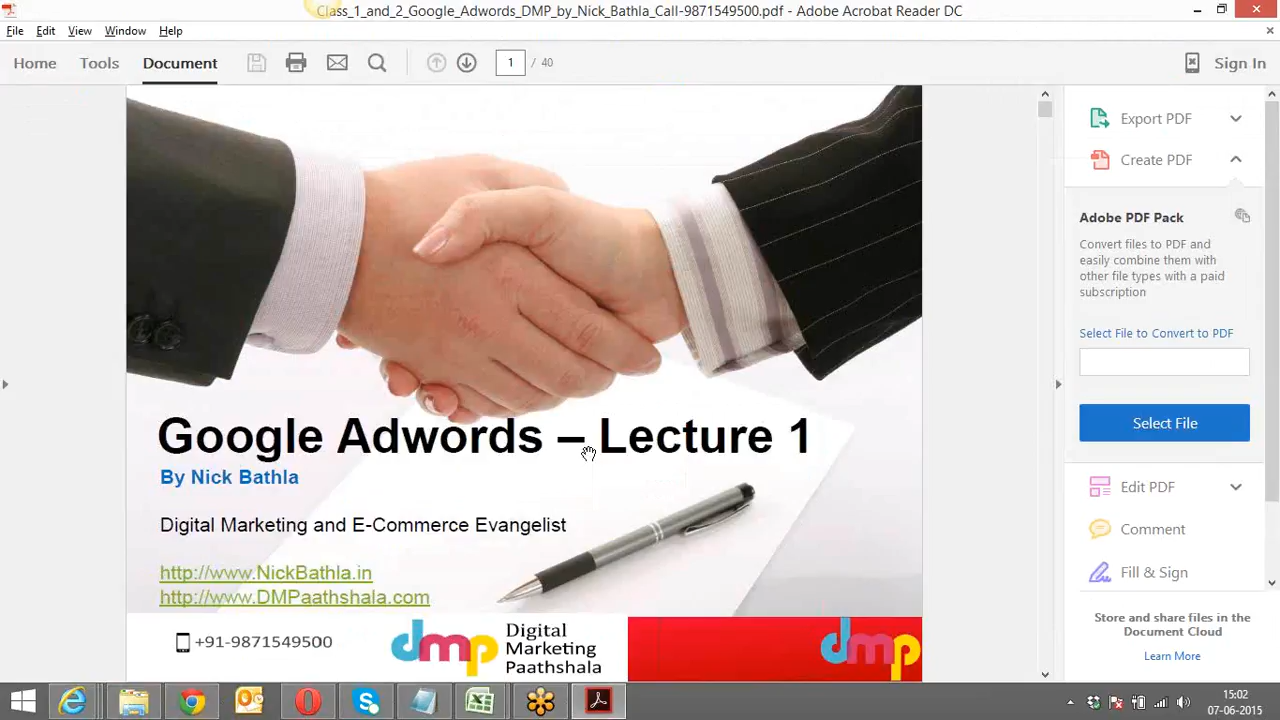 Class_1_and_2_Google_Adwords_DMP_by_Nick_Bathla_Call-9871549500.pdf - Adobe Acrobat Reader DC
File Edit View Window Help
Home Tools Document 1 / 40 Sign In
Export PDF
Create PDF
Adobe PDF Pack
Convert files to PDF and
easily combine them with
other file types with a paid
subscription
Select File to Convert to PDF
Select File
Edit PDF
Comment
Fill & Sign
Store and share files in the
Document Cloud
Learn More
Google Adwords – Lecture 1
By Nick Bathla
Digital Marketing and E-Commerce Evangelist
http://www.NickBathla.in
http://www.DMPaathshala.com
+91-9871549500
dmp
Digital
Marketing
Paathshala
dmp
15:02
07-06-2015